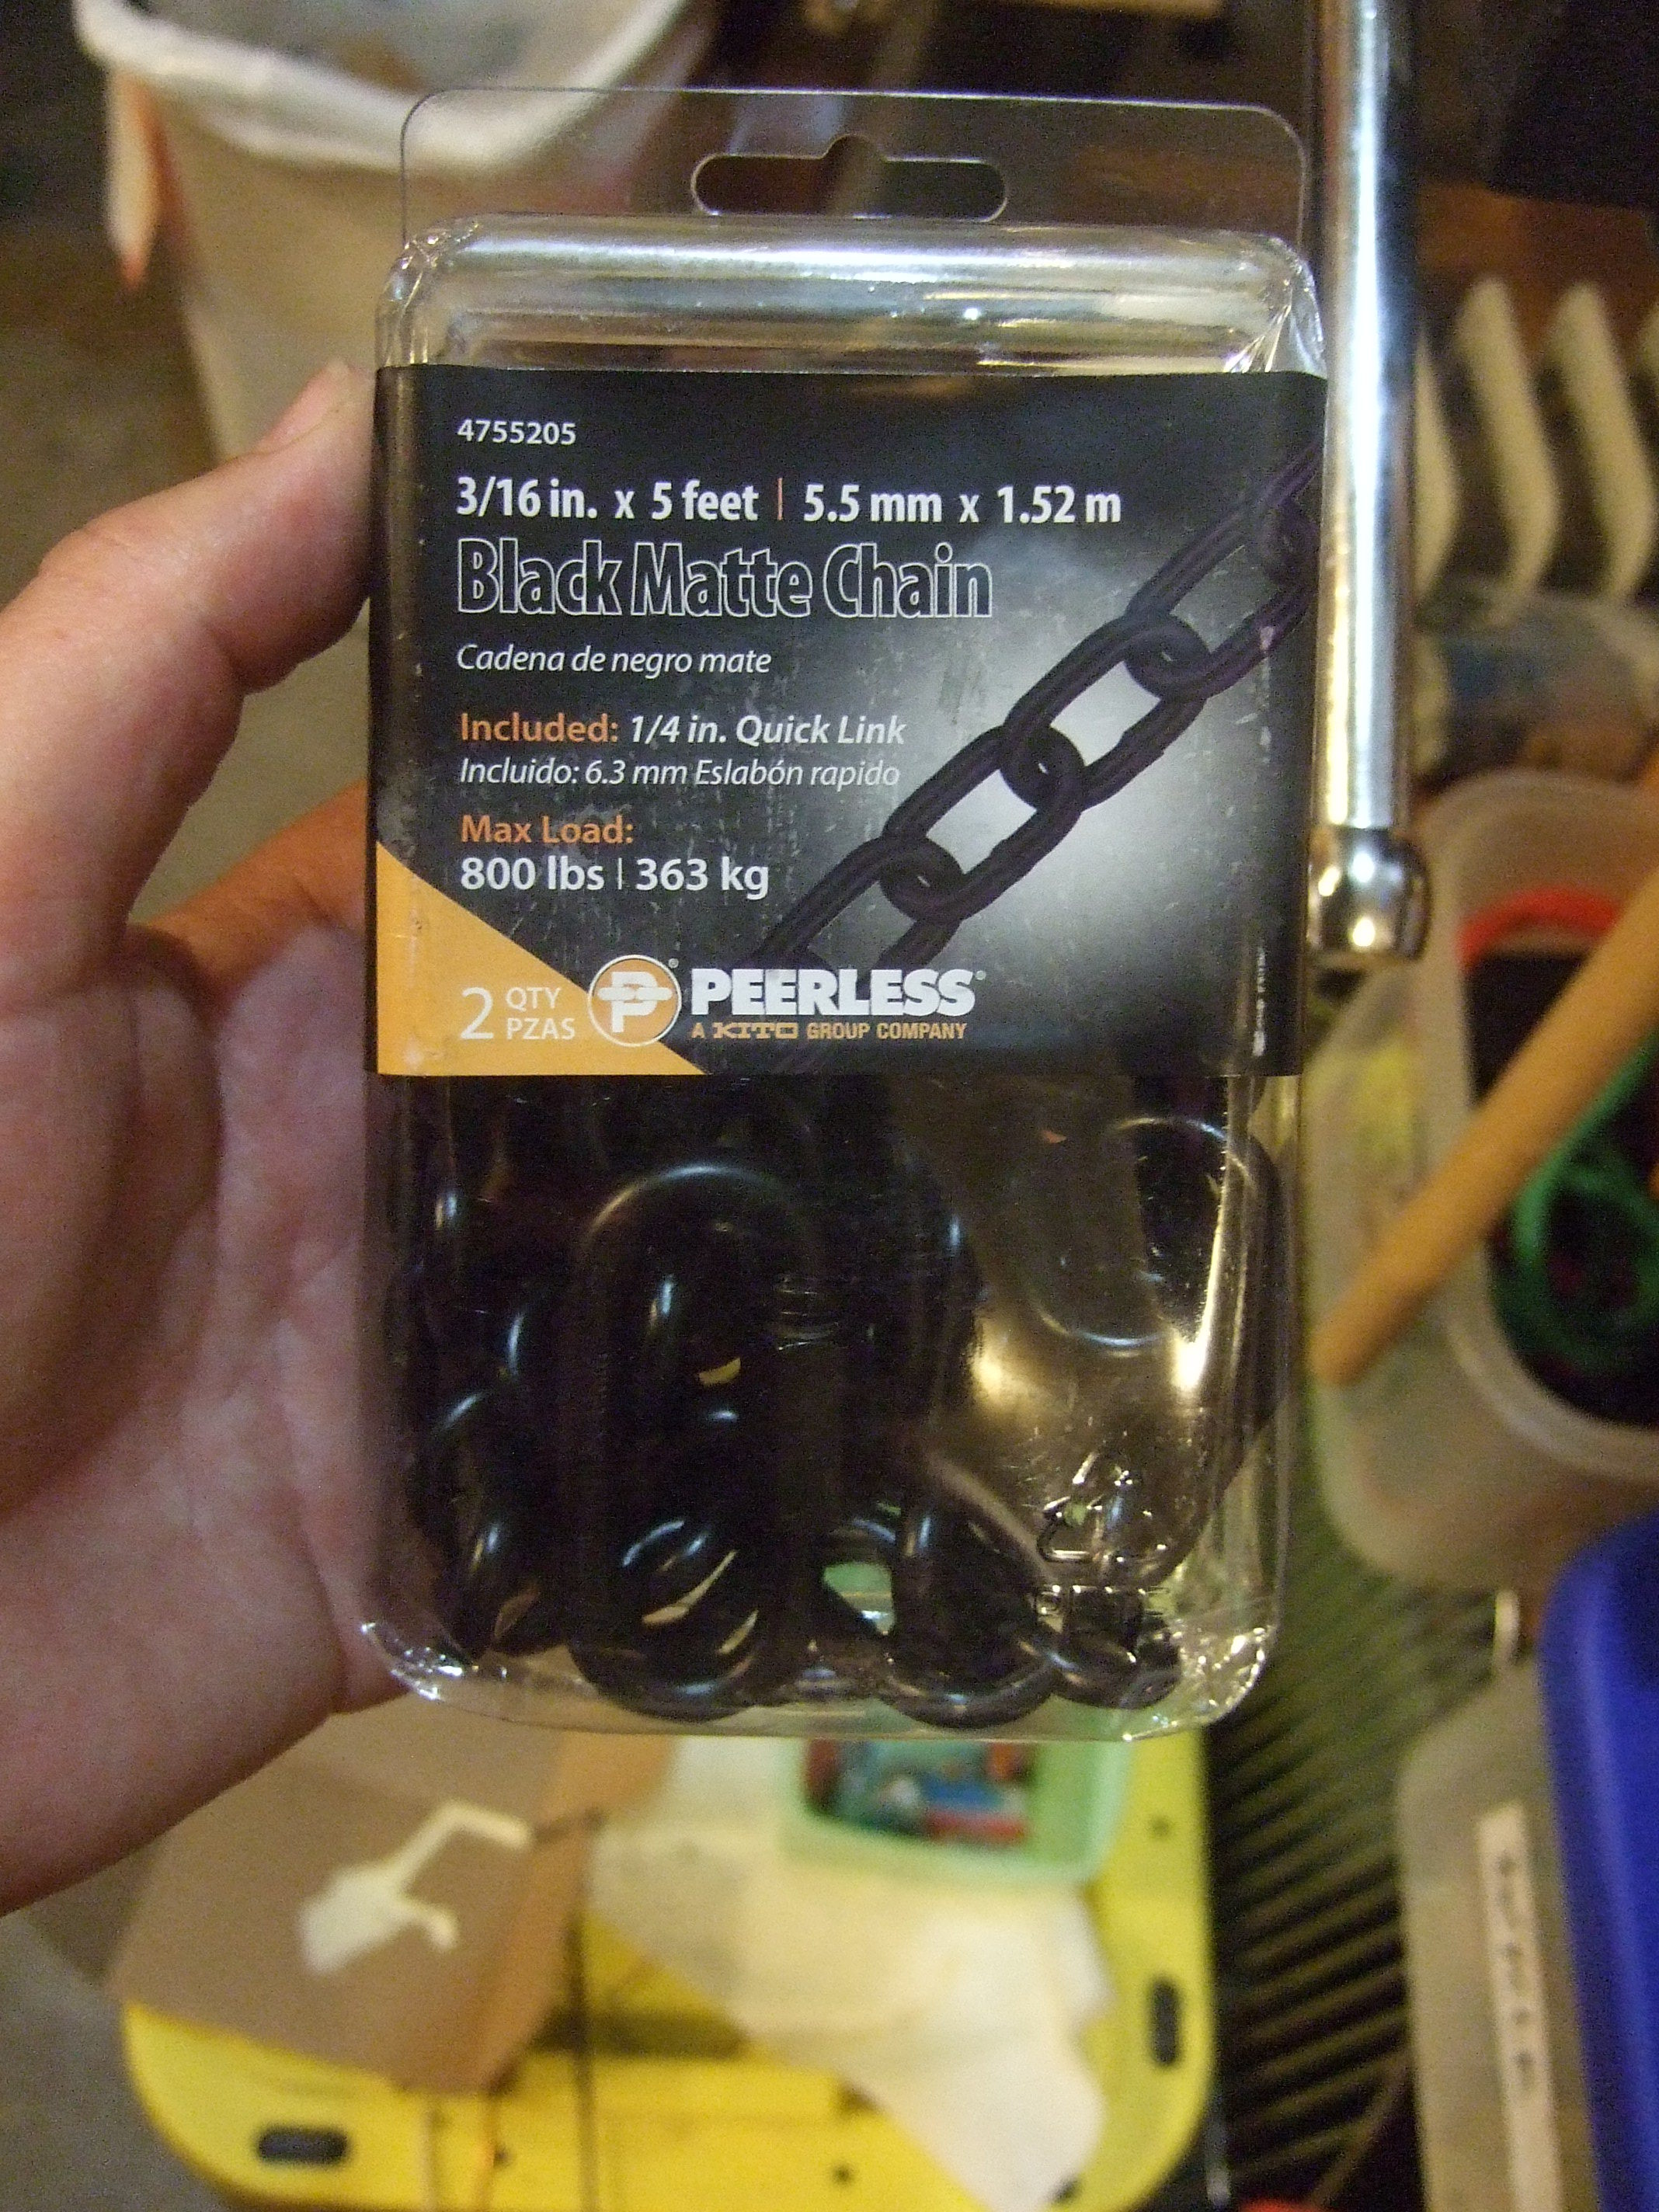 4755205
3/16 in. x 5 feet | 5.5 mm x 1.52 m
Black Matte Chain
Cadena de negro mate
Included: 1/4 in. Quick Link
Incluido: 6.3 mm Eslabón rapido
Max Load:
800 lbs | 363 kg
2 QTY
PZAS
P® PEERLESS®
A KITO GROUP COMPANY